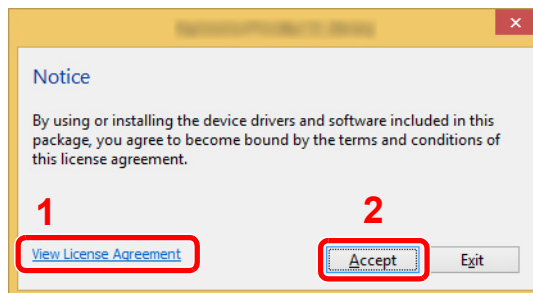 Notice
By using or installing the device drivers and software included in this
package, you agree to become bound by the terms and conditions of
this license agreement.
1
2
View License Agreement
Accept
Exit